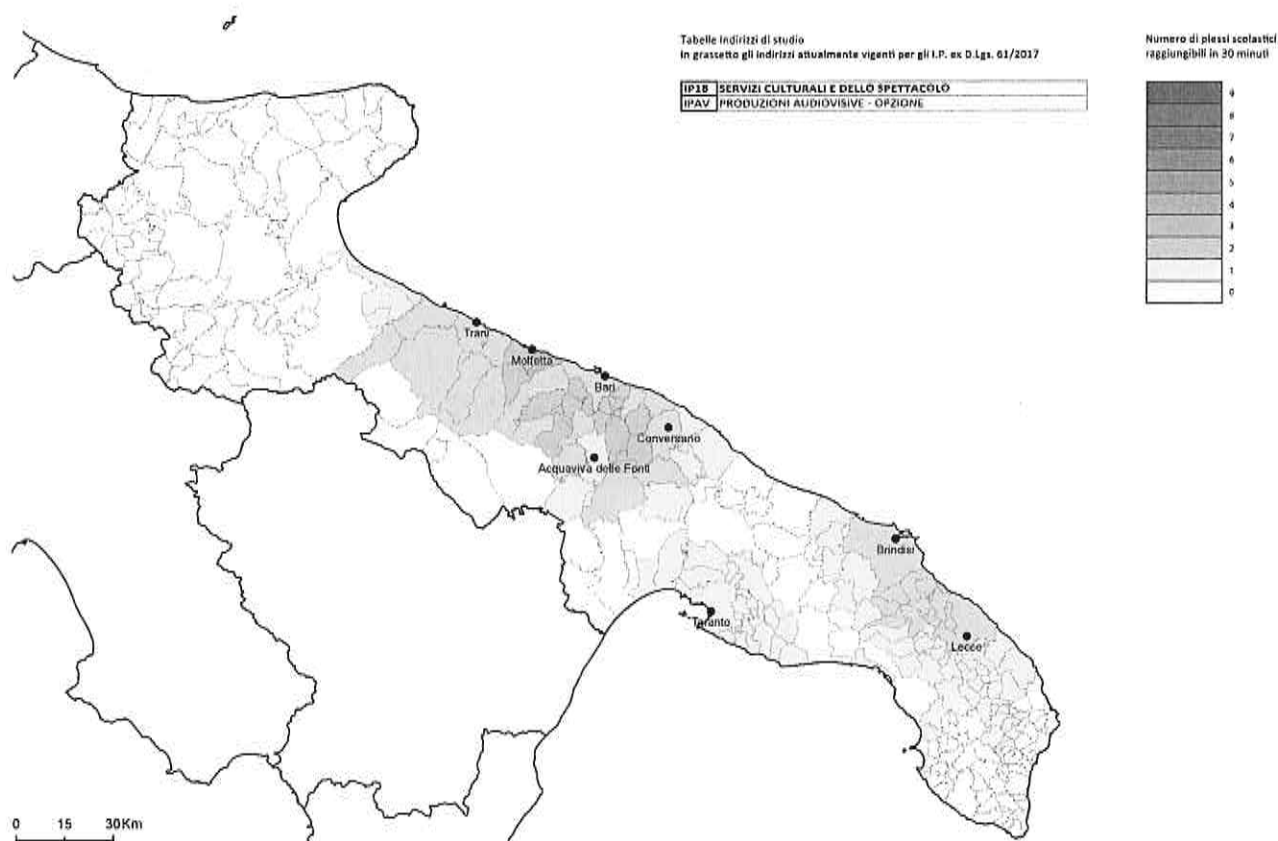 Tabelle indirizzi di studio
in grassetto gli indirizzi attualmente vigenti per gli I.P. ex D.Lgs. 61/2017
IP18 SERVIZI CULTURALI E DELLO SPETTACOLO
IPAV PRODUZIONI AUDIOVISIVE - OPZIONE
Numero di plessi scolastici
raggiungibili in 30 minuti
9
8
7
6
5
4
3
2
1
0
Trani
Molfetta
Bari
Conversano
Acquaviva delle Fonti
Brindisi
Taranto
Lecce
0 15 30Km